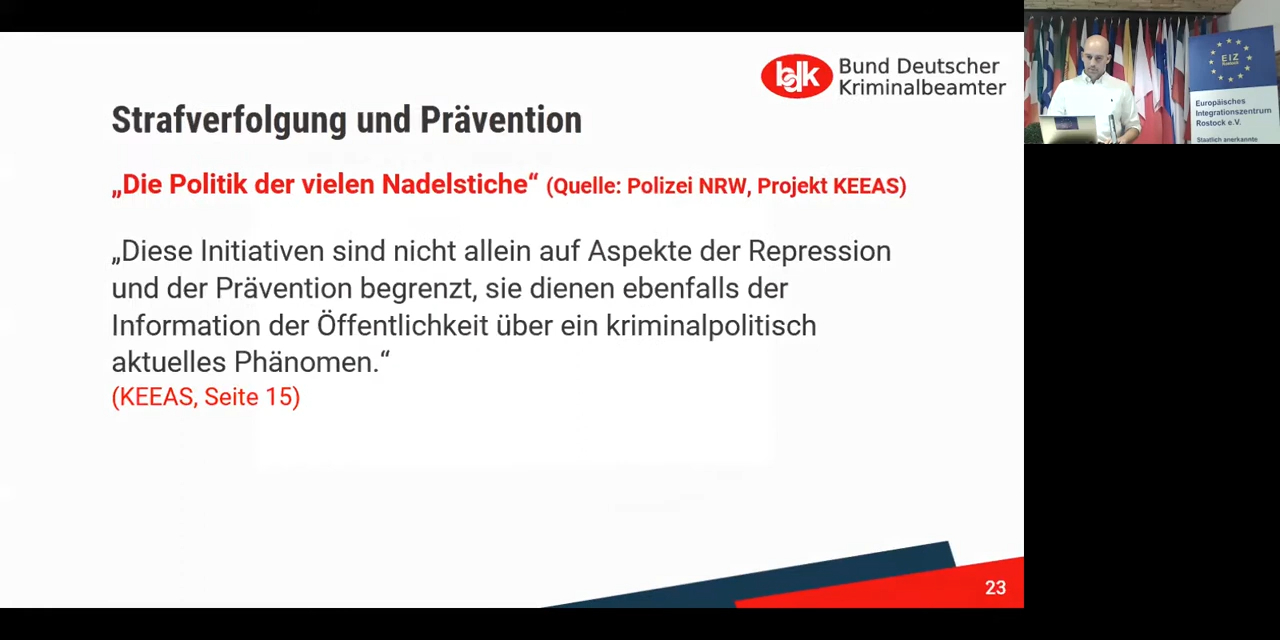 bdk Bund Deutscher
Kriminalbeamter
Strafverfolgung und Prävention
„Die Politik der vielen Nadelstiche“ (Quelle: Polizei NRW, Projekt KEEAS)
„Diese Initiativen sind nicht allein auf Aspekte der Repression
und der Prävention begrenzt, sie dienen ebenfalls der
Information der Öffentlichkeit über ein kriminalpolitisch
aktuelles Phänomen.“
(KEEAS, Seite 15)
23
EIZ
Europäisches
Integrationszentrum
Rostock e.V.
Staatlich anerkannte